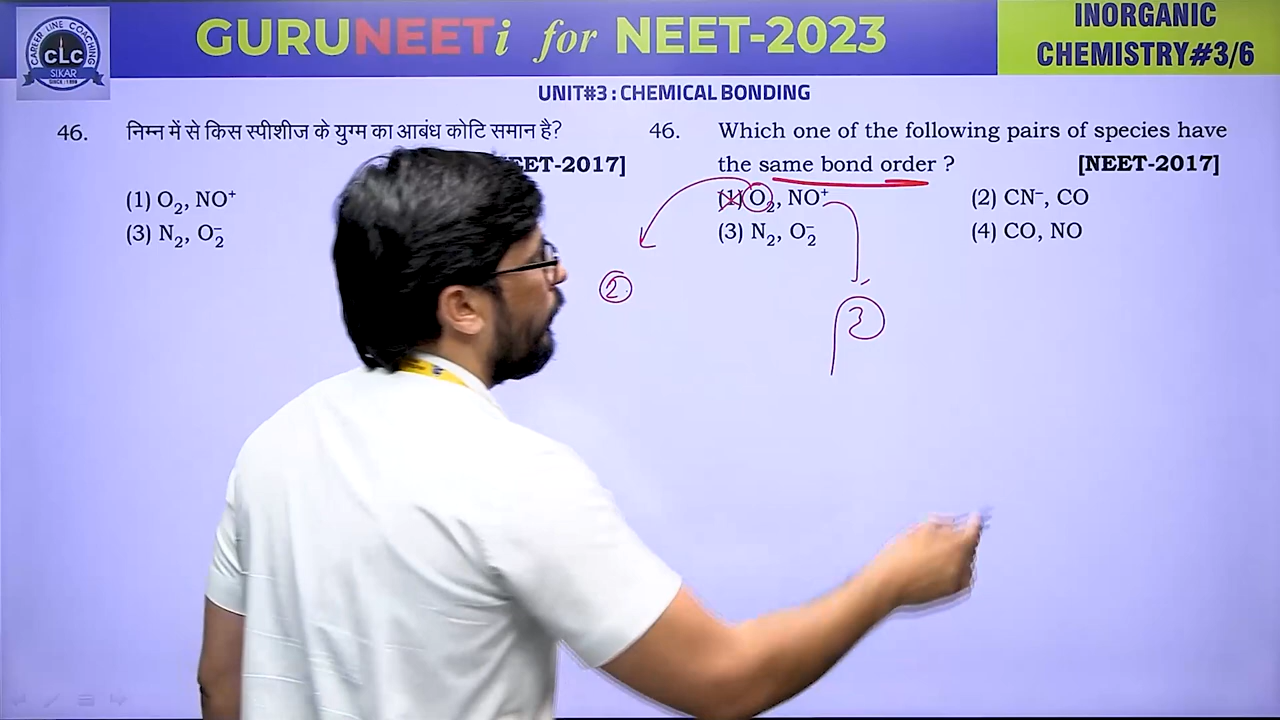 CAREER LINE COACHING
CLC
SIKAR
SINCE : 1996
GURUNEETi for NEET-2023
INORGANIC
CHEMISTRY#3/6
UNIT#3 : CHEMICAL BONDING
46. निम्न में से किस स्पीशीज के युग्म का आबंध कोटि समान है?
EET-2017]
(1) O₂, NO⁺
(3) N₂, O₂⁻
46. Which one of the following pairs of species have
the same bond order ? [NEET-2017]
(1) O₂, NO⁺ (2) CN⁻, CO
(3) N₂, O₂⁻ (4) CO, NO
2
3